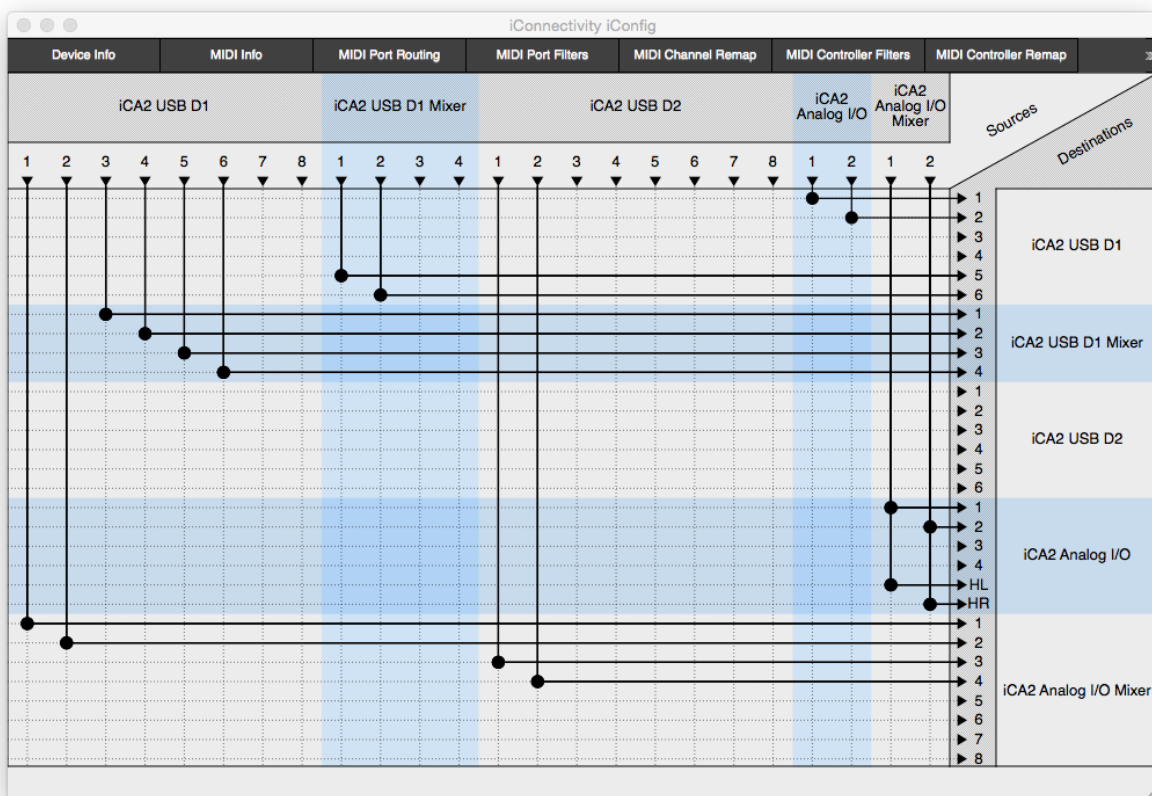 iConnectivity iConfig
Device Info MIDI Info MIDI Port Routing MIDI Port Filters MIDI Channel Remap MIDI Controller Filters MIDI Controller Remap »
iCA2 USB D1 iCA2 USB D1 Mixer iCA2 USB D2 iCA2 Analog I/O iCA2 Analog I/O Mixer
Sources
Destinations
1 2 3 4 5 6 7 8 1 2 3 4 1 2 3 4 5 6 7 8 1 2 1 2
1
2
3
iCA2 USB D1
4
5
6
1
2
iCA2 USB D1 Mixer
3
4
1
2
3
iCA2 USB D2
4
5
6
1
2
3
iCA2 Analog I/O
4
HL
HR
1
2
3
4
iCA2 Analog I/O Mixer
5
6
7
8